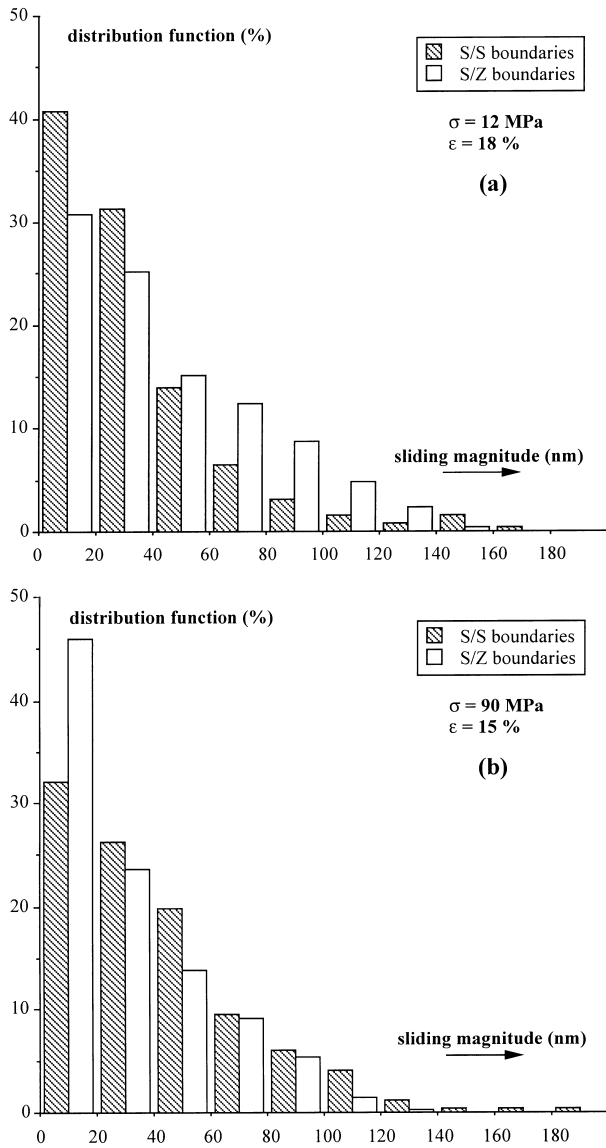 50
distribution function (%)
S/S boundaries
S/Z boundaries
σ = 12 MPa
ε = 18 %
(a)
40
30
20
10
sliding magnitude (nm)
0
0 20 40 60 80 100 120 140 160 180
50
distribution function (%)
S/S boundaries
S/Z boundaries
σ = 90 MPa
ε = 15 %
(b)
40
30
20
10
sliding magnitude (nm)
0
0 20 40 60 80 100 120 140 160 180